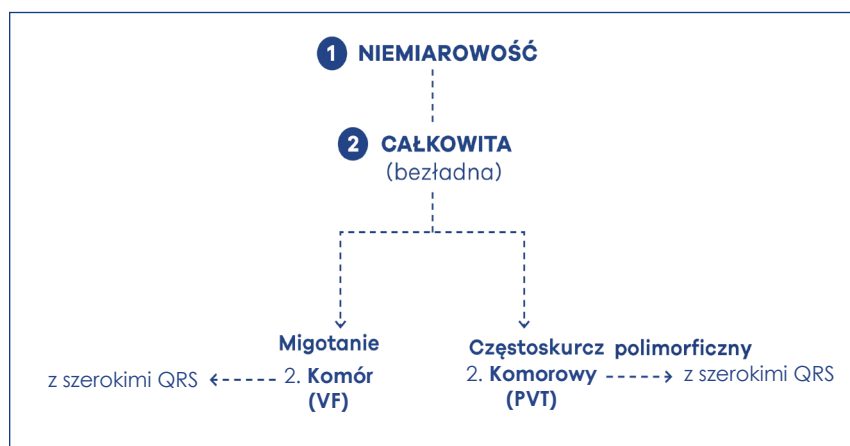 1 NIEMIAROWOŚĆ
2 CAŁKOWITA
(bezładna)
Migotanie
z szerokimi QRS 2. Komór
(VF)
Częstoskurcz polimorficzny
2. Komorowy z szerokimi QRS
(PVT)